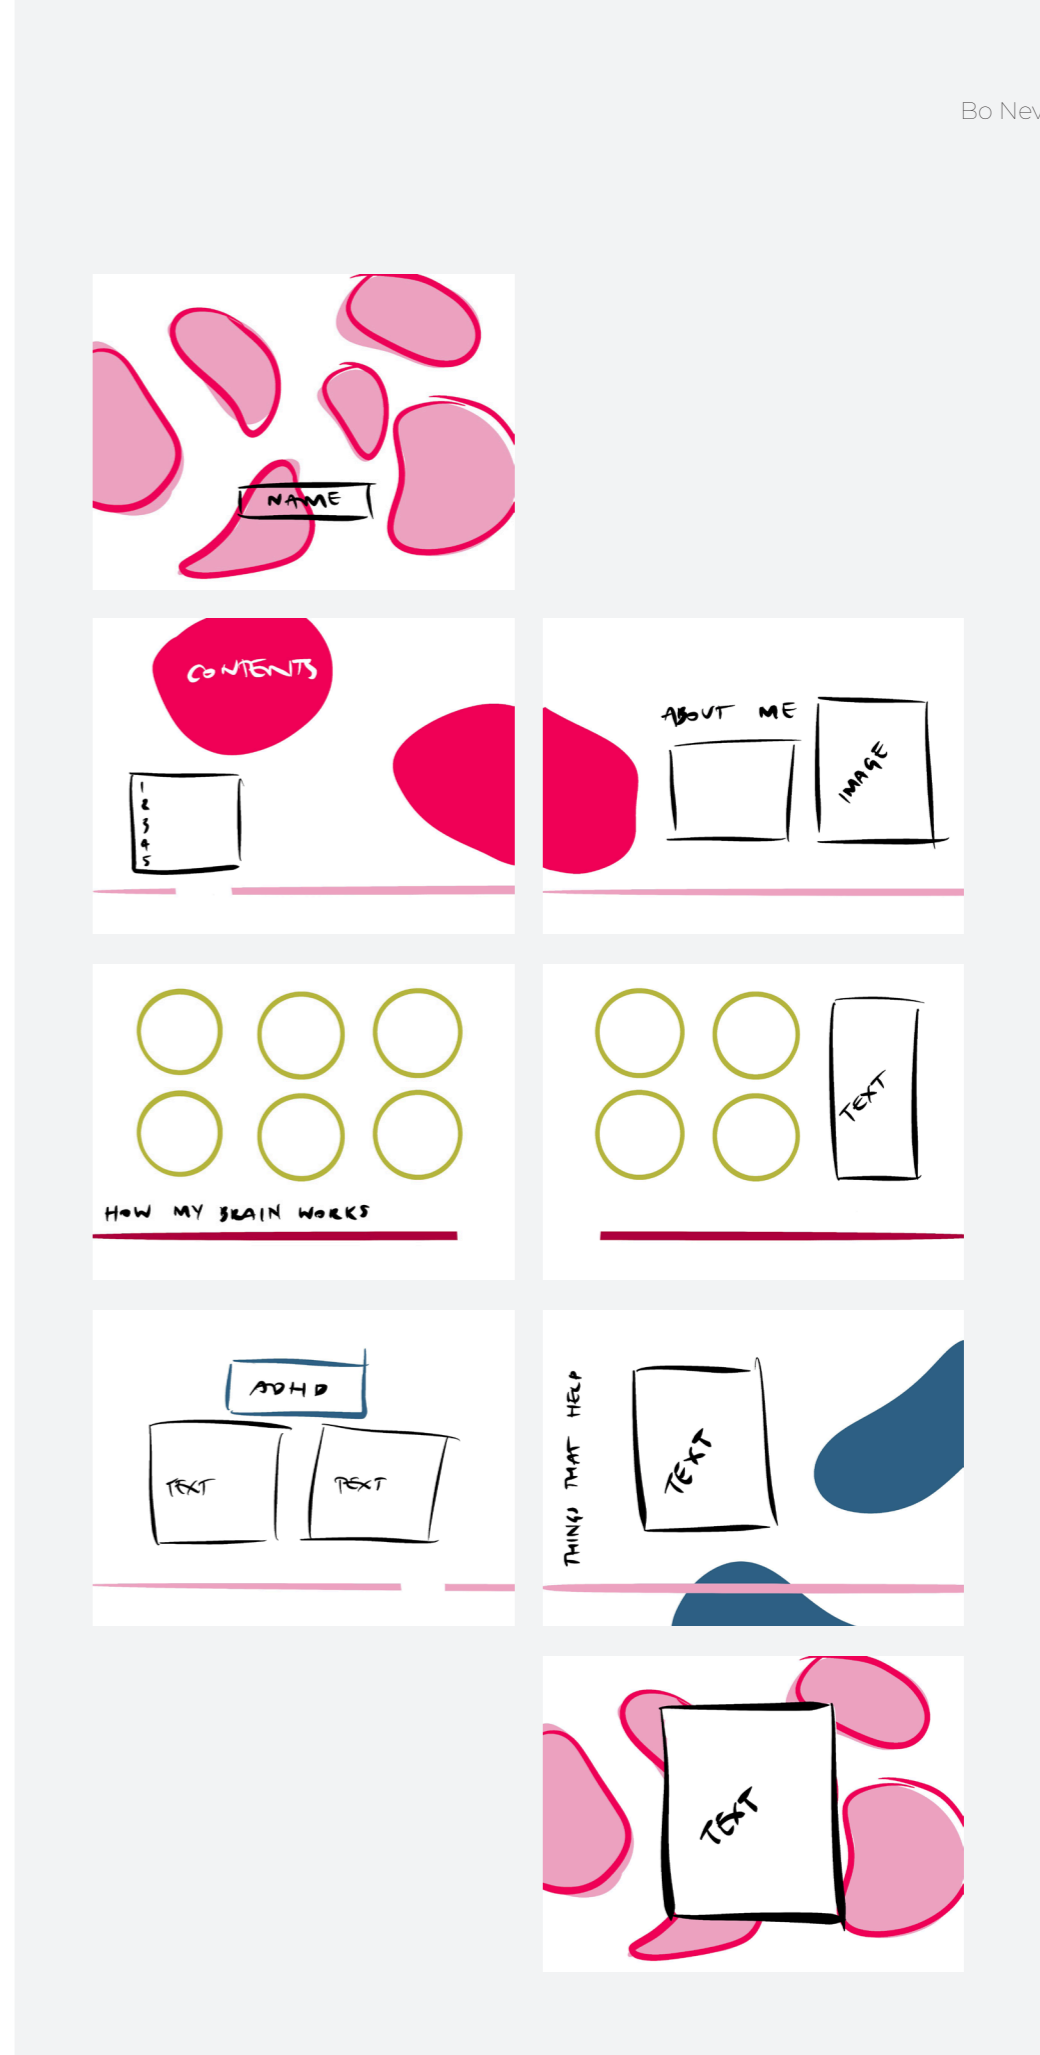 Bo Nev
NAME
CONTENTS
1
2
3
4
5
ABOUT ME
IMAGE
HOW MY BRAIN WORKS
TEXT
ADHD
TEXT
TEXT
THINGS THAT HELP
TEXT
TEXT